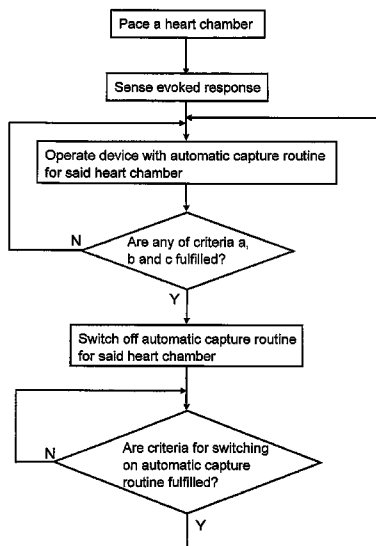 Pace a heart chamber
Sense evoked response
Operate device with automatic capture routine
for said heart chamber
N
Are any of criteria a,
b and c fulfilled?
Y
Switch off automatic capture routine
for said heart chamber
N
Are criteria for switching
on automatic capture
routine fulfilled?
Y